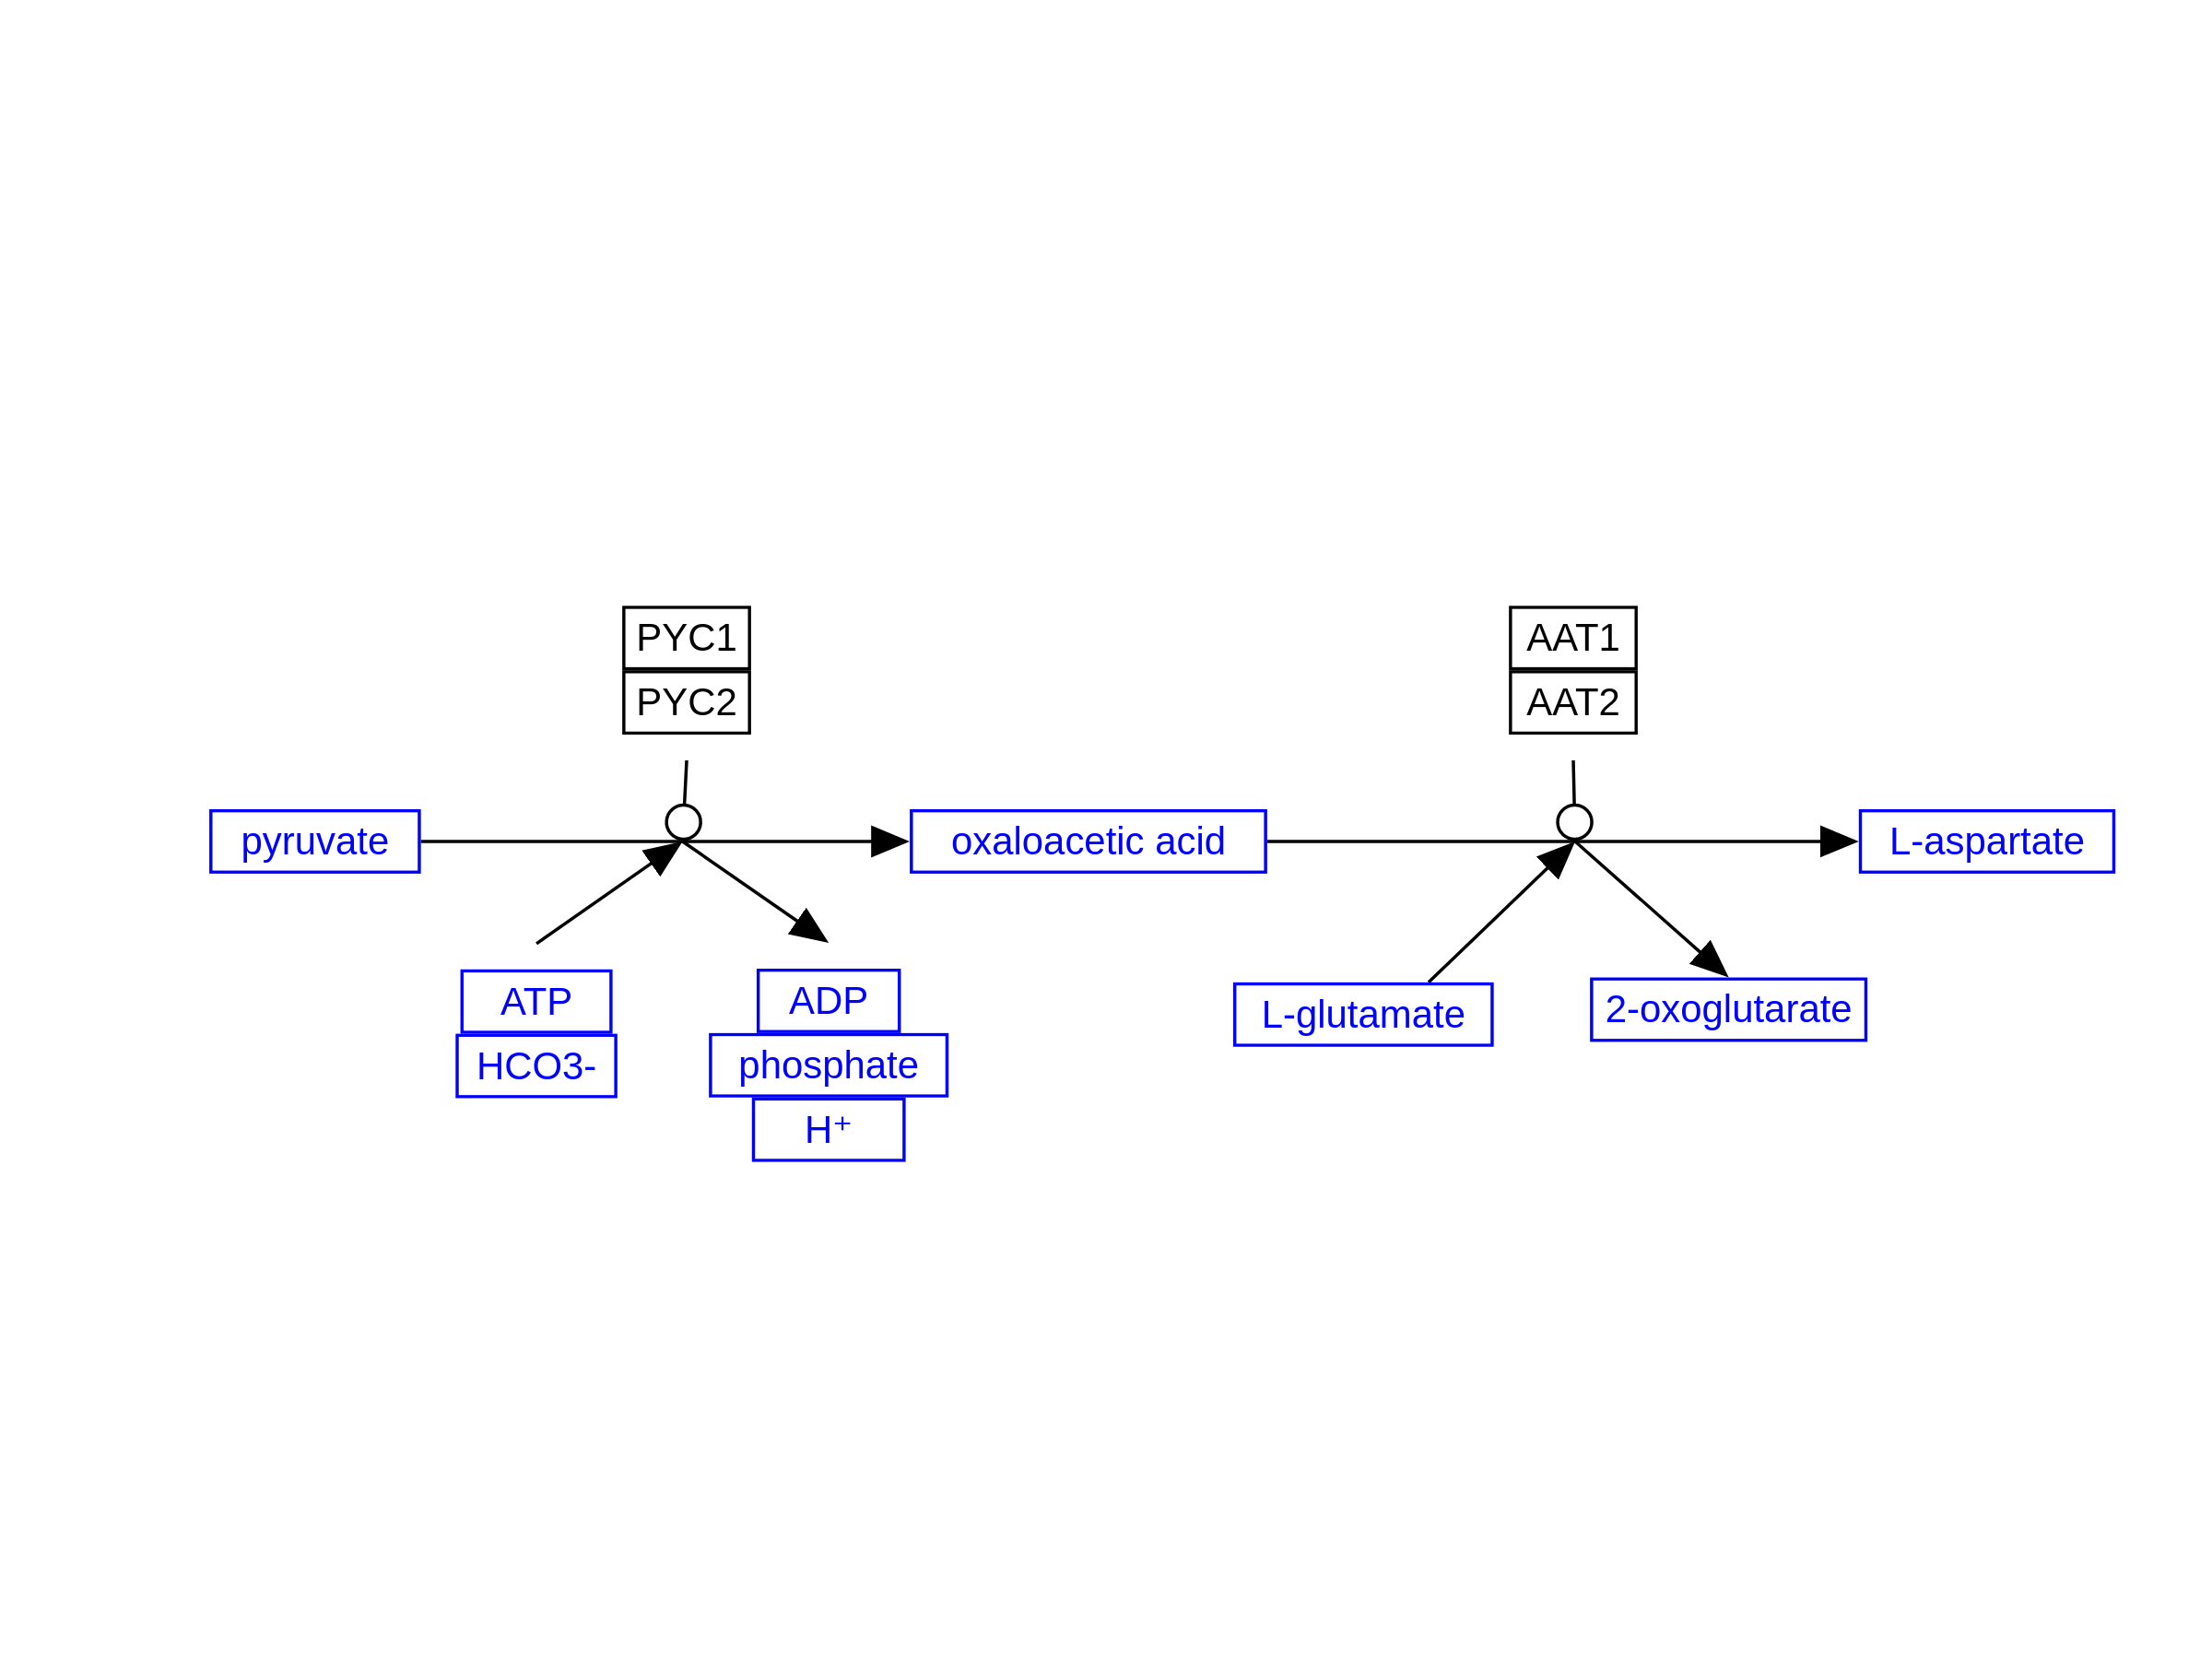 PYC1
PYC2
AAT1
AAT2
pyruvate
oxaloacetic acid
L-aspartate
ATP
HCO3-
ADP
phosphate
H⁺
L-glutamate
2-oxoglutarate